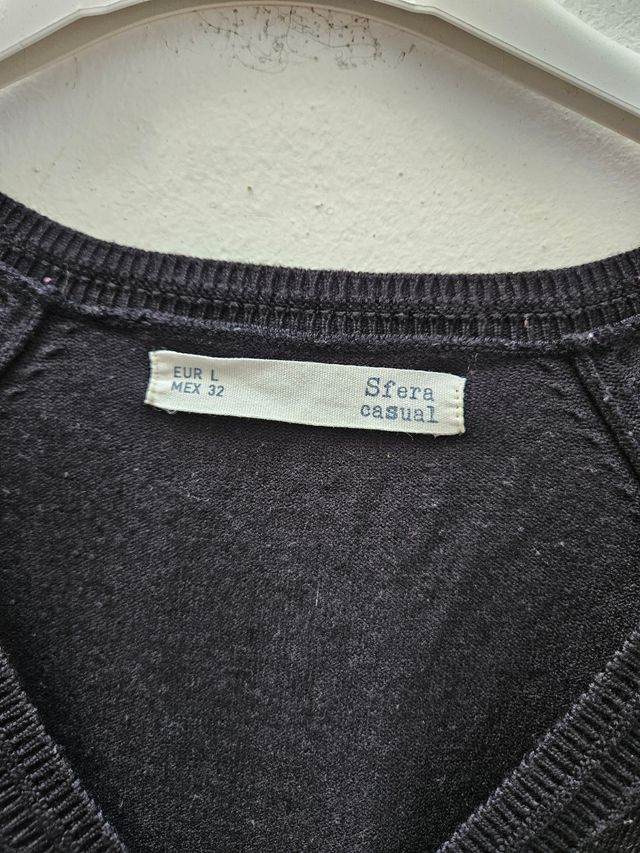 EUR L
MEX 32
Sfera
casual